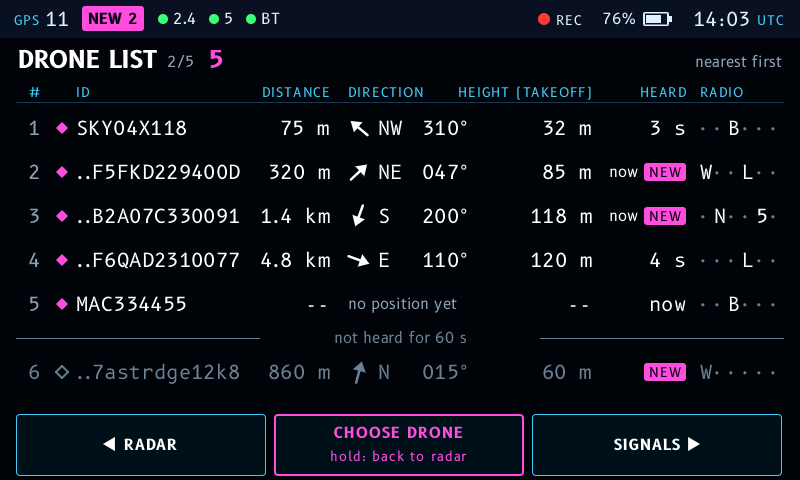 GPS 11 NEW 2 2.4 5 BT REC 76% 14:03 UTC
DRONE LIST 2/5 5 nearest first
# ID DISTANCE DIRECTION HEIGHT (TAKEOFF) HEARD RADIO
1 ◆ SKY04X118 75 m NW 310° 32 m 3 s ··B···
2 ◆ ..F5FKD229400D 320 m NE 047° 85 m now NEW W··L··
3 ◆ ..B2A07C330091 1.4 km S 200° 118 m now NEW ·N··5·
4 ◆ ..F6QAD2310077 4.8 km E 110° 120 m 4 s ···L··
5 ◆ MAC334455 -- no position yet -- now ··B···
not heard for 60 s
6 ◇ ..7astrdge12k8 860 m N 015° 60 m NEW W·····
◀ RADAR CHOOSE DRONE SIGNALS ▶
hold: back to radar